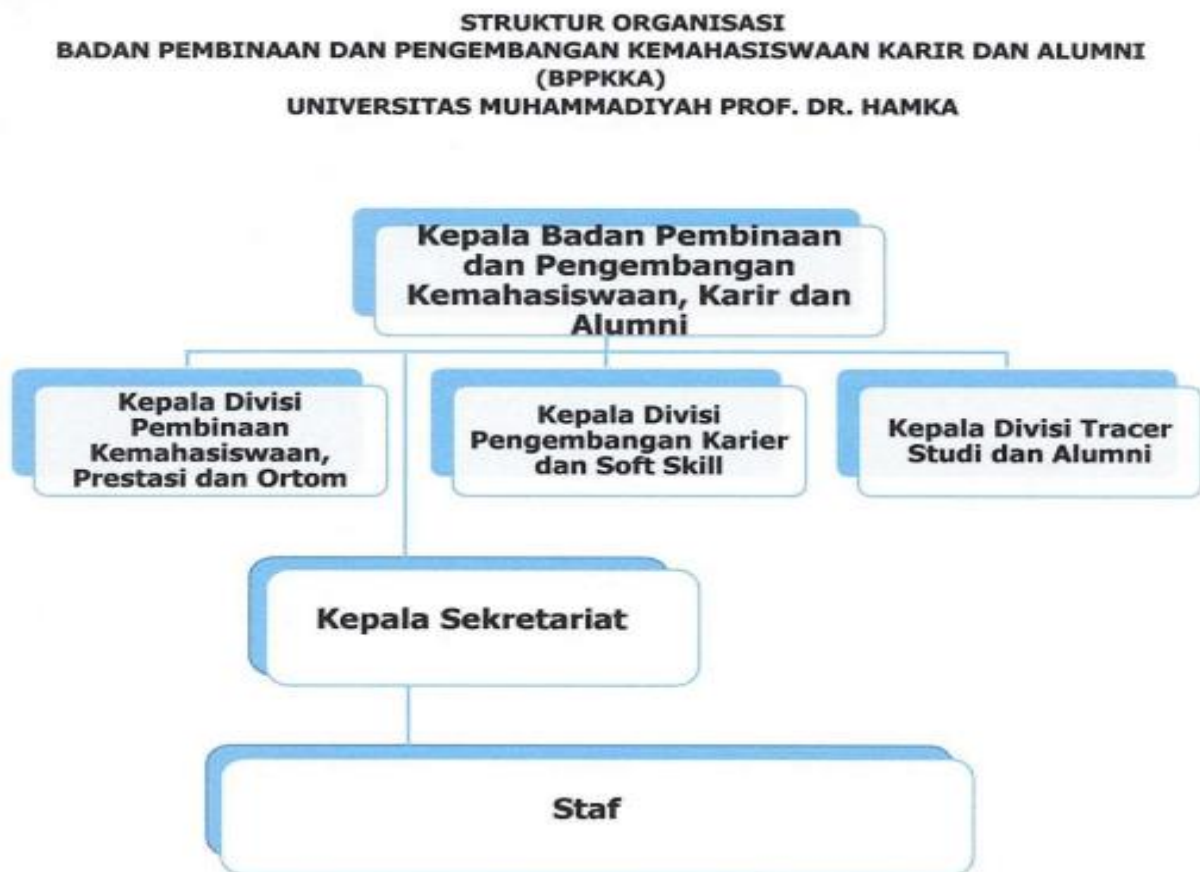 STRUKTUR ORGANISASI
BADAN PEMBINAAN DAN PENGEMBANGAN KEMAHASISWAAN KARIR DAN ALUMNI
(BPPKKA)
UNIVERSITAS MUHAMMADIYAH PROF. DR. HAMKA
Kepala Badan Pembinaan
dan Pengembangan
Kemahasiswaan, Karir dan
Alumni
Kepala Divisi
Pembinaan
Kemahasiswaan,
Prestasi dan Ortom
Kepala Divisi
Pengembangan Karier
dan Soft Skill
Kepala Divisi Tracer
Studi dan Alumni
Kepala Sekretariat
Staf